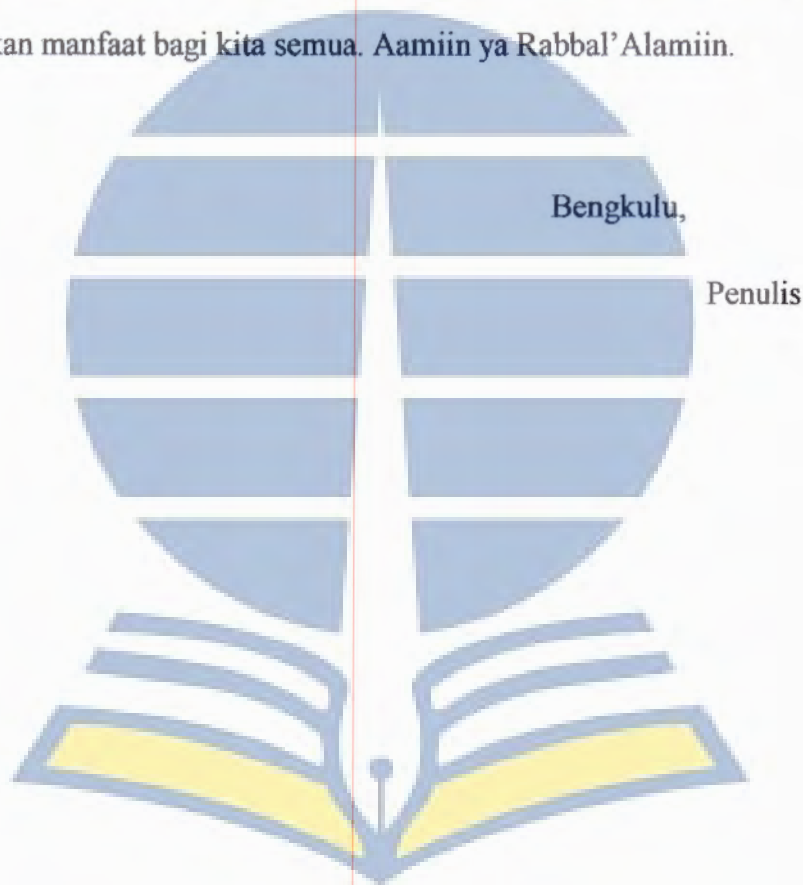 kan manfaat bagi kita semua. Aamiin ya Rabbal'Alamiin.
Bengkulu,
Penulis